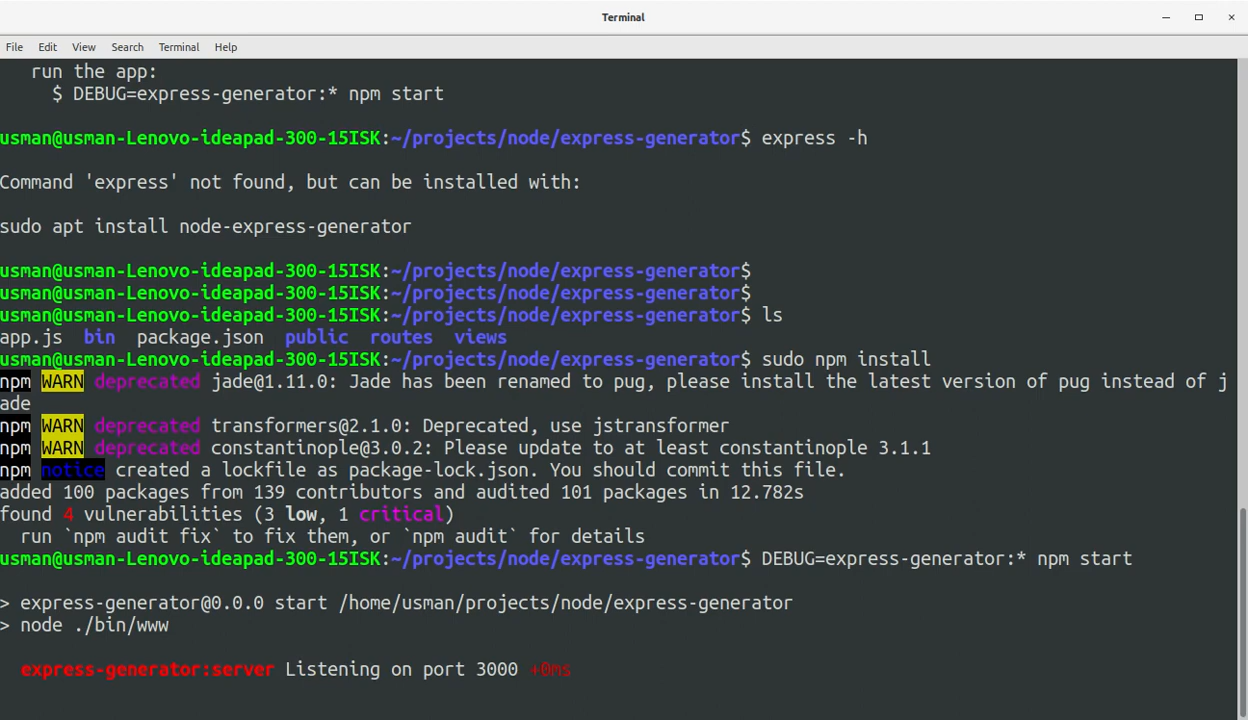 Terminal
File Edit View Search Terminal Help
run the app:
$ DEBUG=express-generator:* npm start
usman@usman-Lenovo-ideapad-300-15ISK:~/projects/node/express-generator$ express -h
Command 'express' not found, but can be installed with:
sudo apt install node-express-generator
usman@usman-Lenovo-ideapad-300-15ISK:~/projects/node/express-generator$
usman@usman-Lenovo-ideapad-300-15ISK:~/projects/node/express-generator$
usman@usman-Lenovo-ideapad-300-15ISK:~/projects/node/express-generator$ ls
app.js bin package.json public routes views
usman@usman-Lenovo-ideapad-300-15ISK:~/projects/node/express-generator$ sudo npm install
npm WARN deprecated jade@1.11.0: Jade has been renamed to pug, please install the latest version of pug instead of j
ade
npm WARN deprecated transformers@2.1.0: Deprecated, use jstransformer
npm WARN deprecated constantinople@3.0.2: Please update to at least constantinople 3.1.1
npm notice created a lockfile as package-lock.json. You should commit this file.
added 100 packages from 139 contributors and audited 101 packages in 12.782s
found 4 vulnerabilities (3 low, 1 critical)
run `npm audit fix` to fix them, or `npm audit` for details
usman@usman-Lenovo-ideapad-300-15ISK:~/projects/node/express-generator$ DEBUG=express-generator:* npm start
> express-generator@0.0.0 start /home/usman/projects/node/express-generator
> node ./bin/www
express-generator:server Listening on port 3000 +0ms